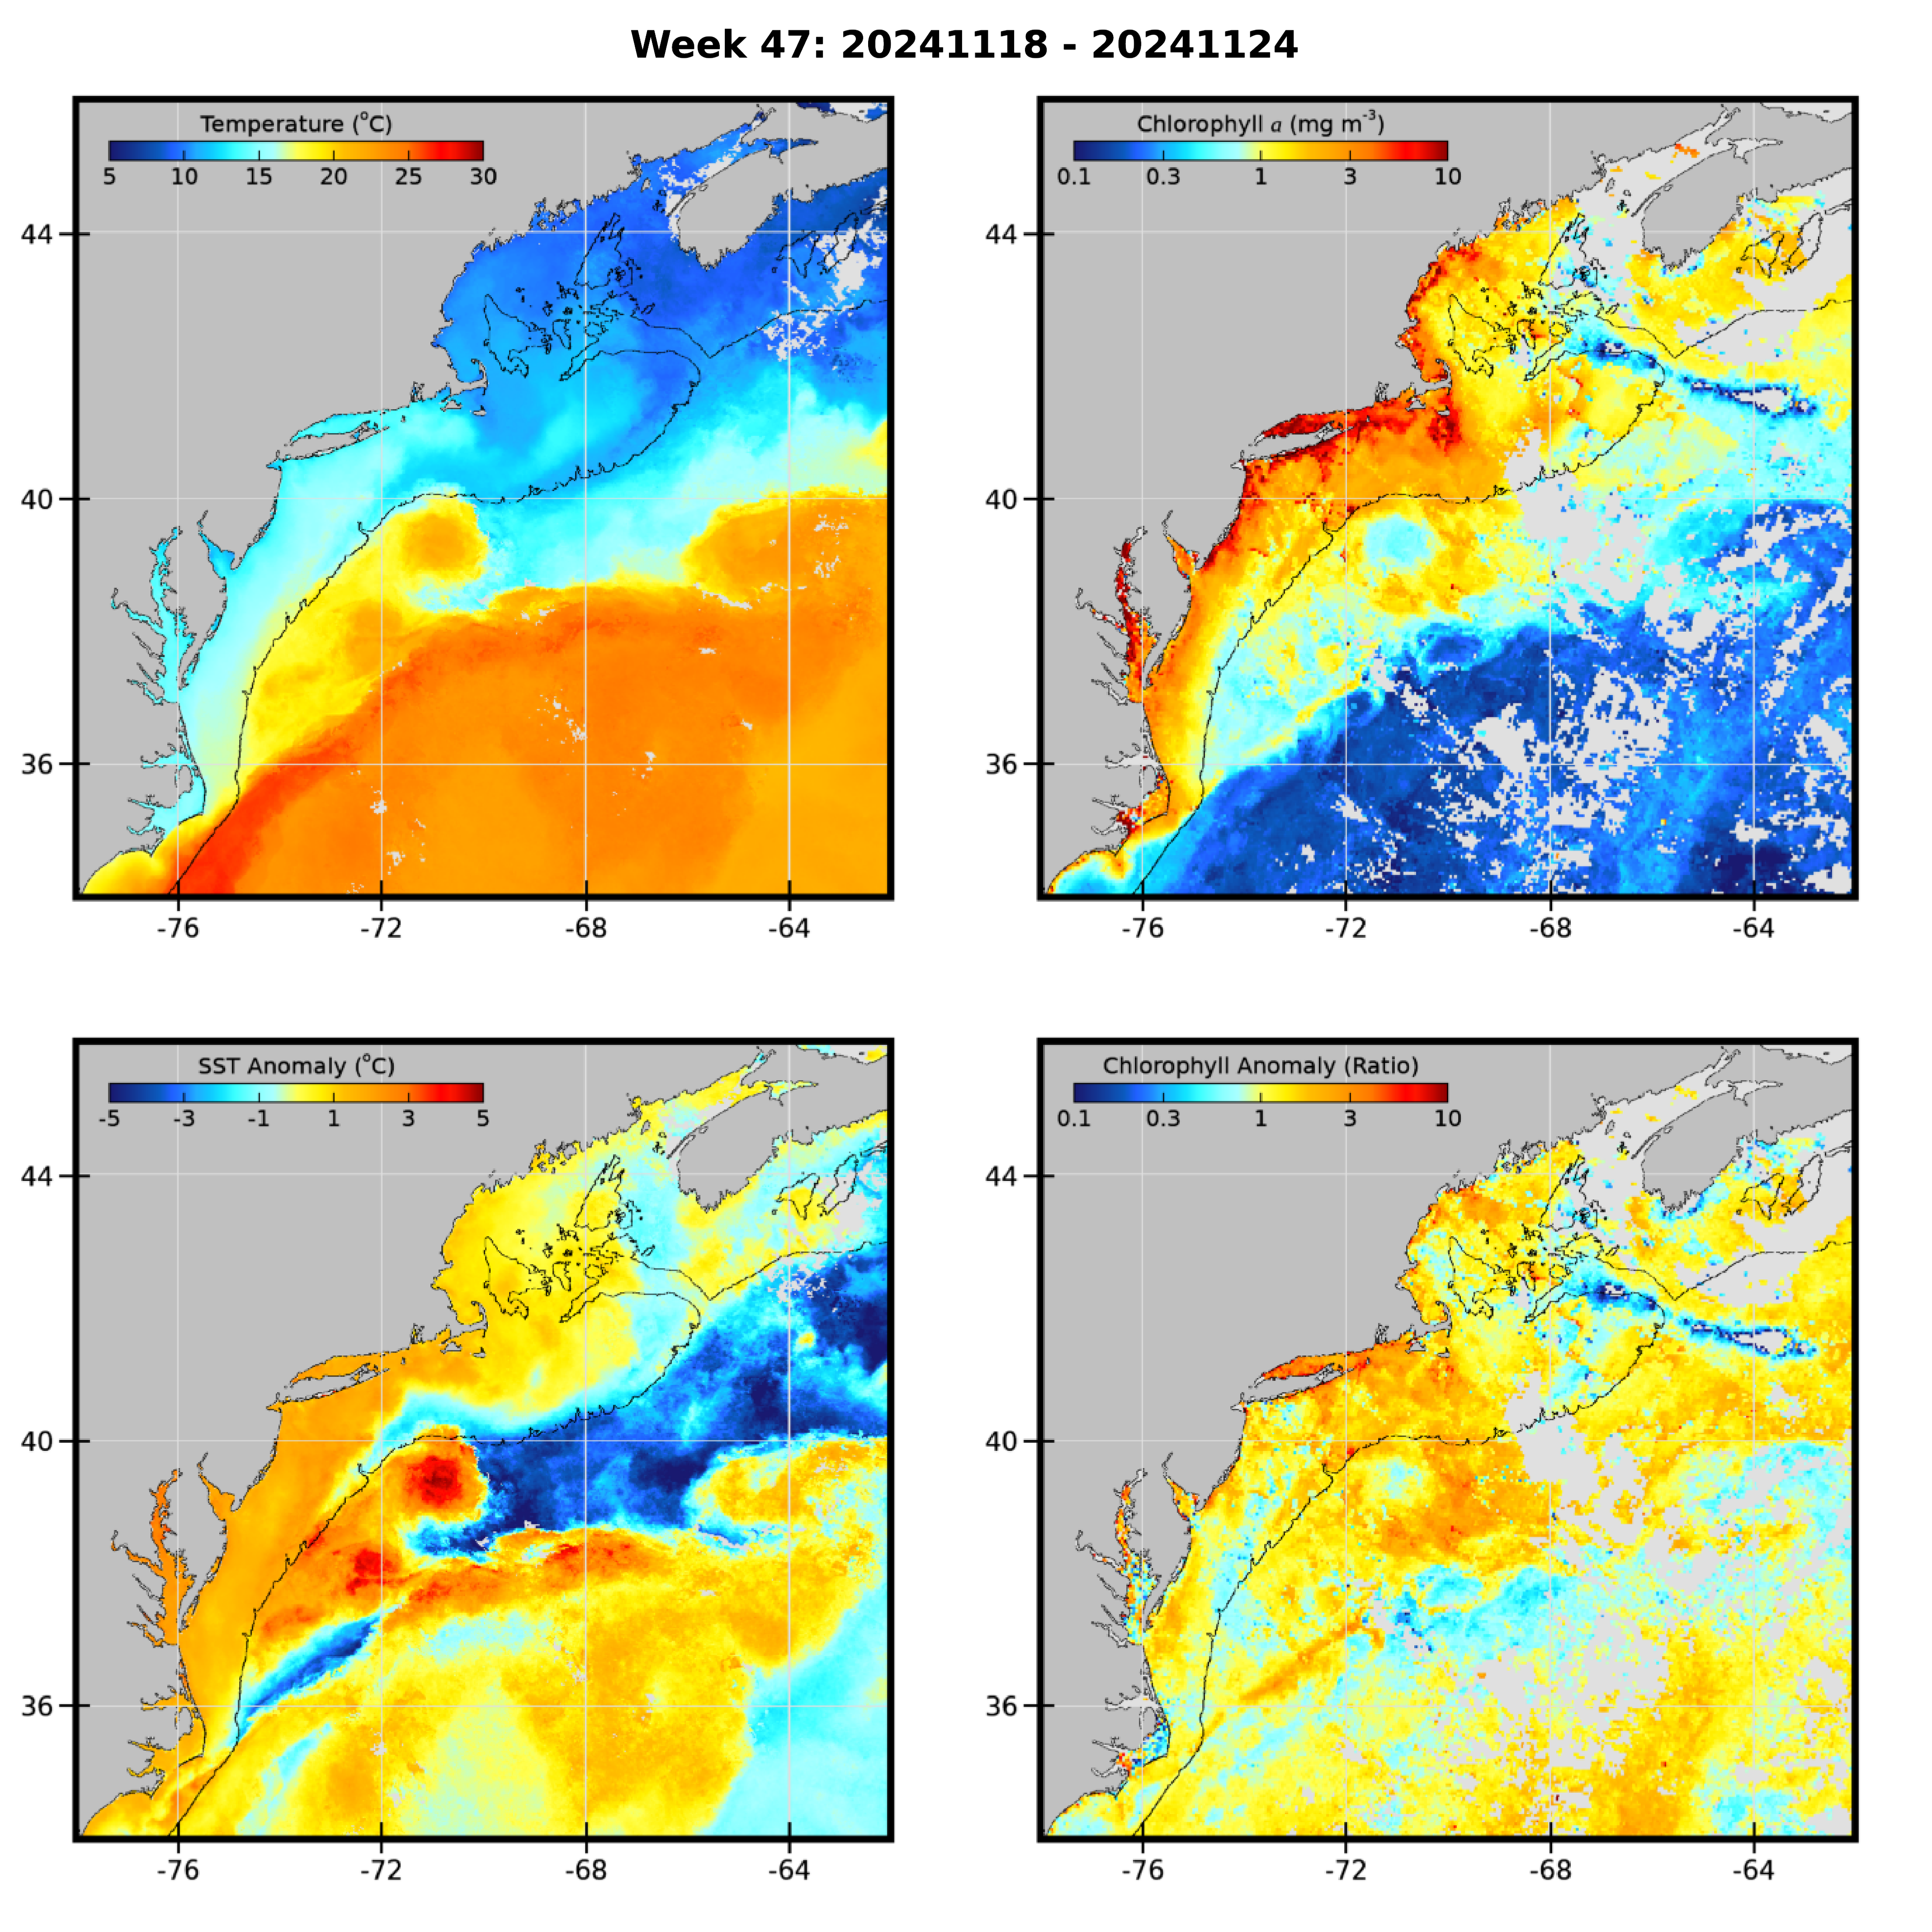 Week 47: 20241118 - 20241124
Temperature (°C)
5 10 15 20 25 30
44
40
36
-76 -72 -68 -64
Chlorophyll a (mg m⁻³)
0.1 0.3 1 3 10
44
40
36
-76 -72 -68 -64
SST Anomaly (°C)
-5 -3 -1 1 3 5
44
40
36
-76 -72 -68 -64
Chlorophyll Anomaly (Ratio)
0.1 0.3 1 3 10
44
40
36
-76 -72 -68 -64